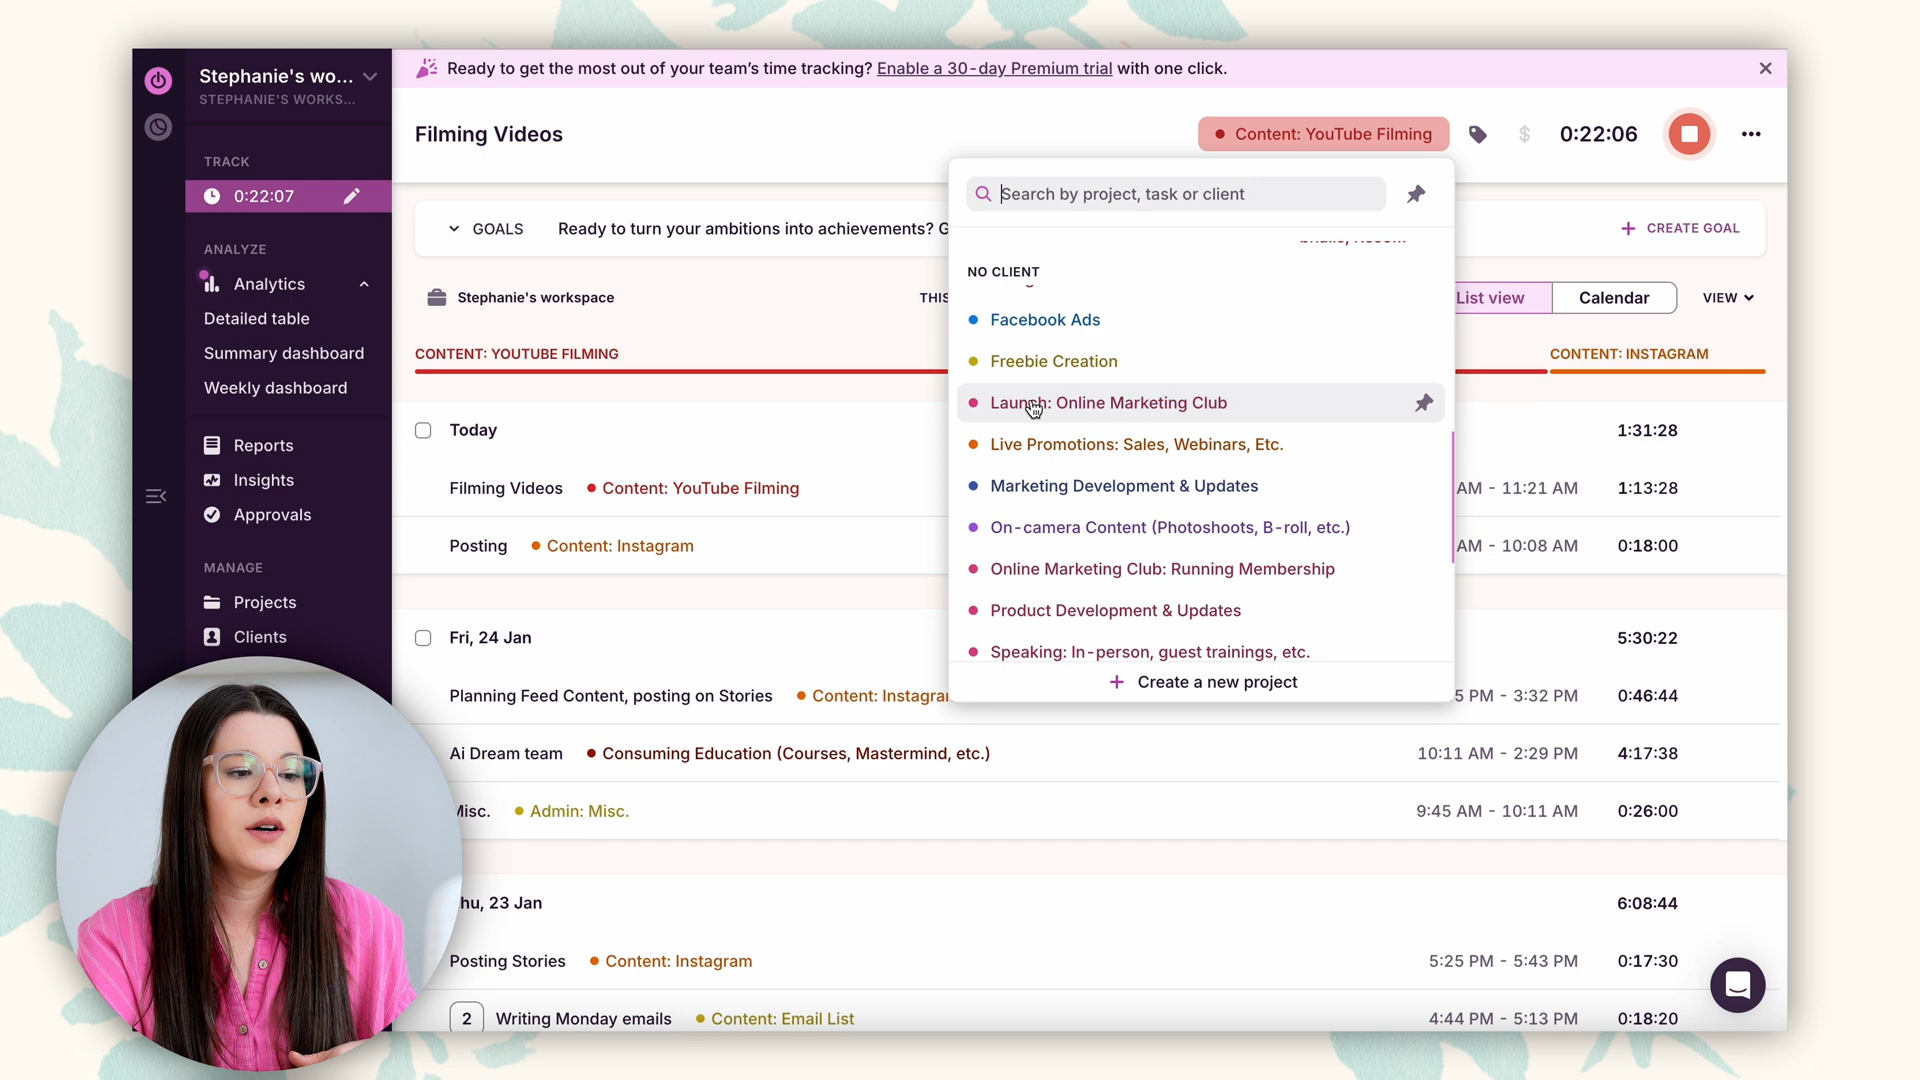 Stephanie's wo...
STEPHANIE'S WORKS...
Ready to get the most out of your team's time tracking? Enable a 30-day Premium trial with one click.
Filming Videos
Content: YouTube Filming
$
0:22:06
TRACK
0:22:07
ANALYZE
Analytics
Detailed table
Summary dashboard
Weekly dashboard
Reports
Insights
Approvals
MANAGE
Projects
Clients
GOALS Ready to turn your ambitions into achievements? G
+ CREATE GOAL
Stephanie's workspace
THIS
List view
Calendar
VIEW
CONTENT: YOUTUBE FILMING
CONTENT: INSTAGRAM
Search by project, task or client
NO CLIENT
Facebook Ads
Freebie Creation
Launch: Online Marketing Club
Live Promotions: Sales, Webinars, Etc.
Marketing Development & Updates
On-camera Content (Photoshoots, B-roll, etc.)
Online Marketing Club: Running Membership
Product Development & Updates
Speaking: In-person, guest trainings, etc.
+ Create a new project
Today 1:31:28
Filming Videos Content: YouTube Filming AM - 11:21 AM 1:13:28
Posting Content: Instagram AM - 10:08 AM 0:18:00
Fri, 24 Jan 5:30:22
Planning Feed Content, posting on Stories Content: Instagra 5 PM - 3:32 PM 0:46:44
Ai Dream team Consuming Education (Courses, Mastermind, etc.) 10:11 AM - 2:29 PM 4:17:38
Misc. Admin: Misc. 9:45 AM - 10:11 AM 0:26:00
hu, 23 Jan 6:08:44
Posting Stories Content: Instagram 5:25 PM - 5:43 PM 0:17:30
2 Writing Monday emails Content: Email List 4:44 PM - 5:13 PM 0:18:20